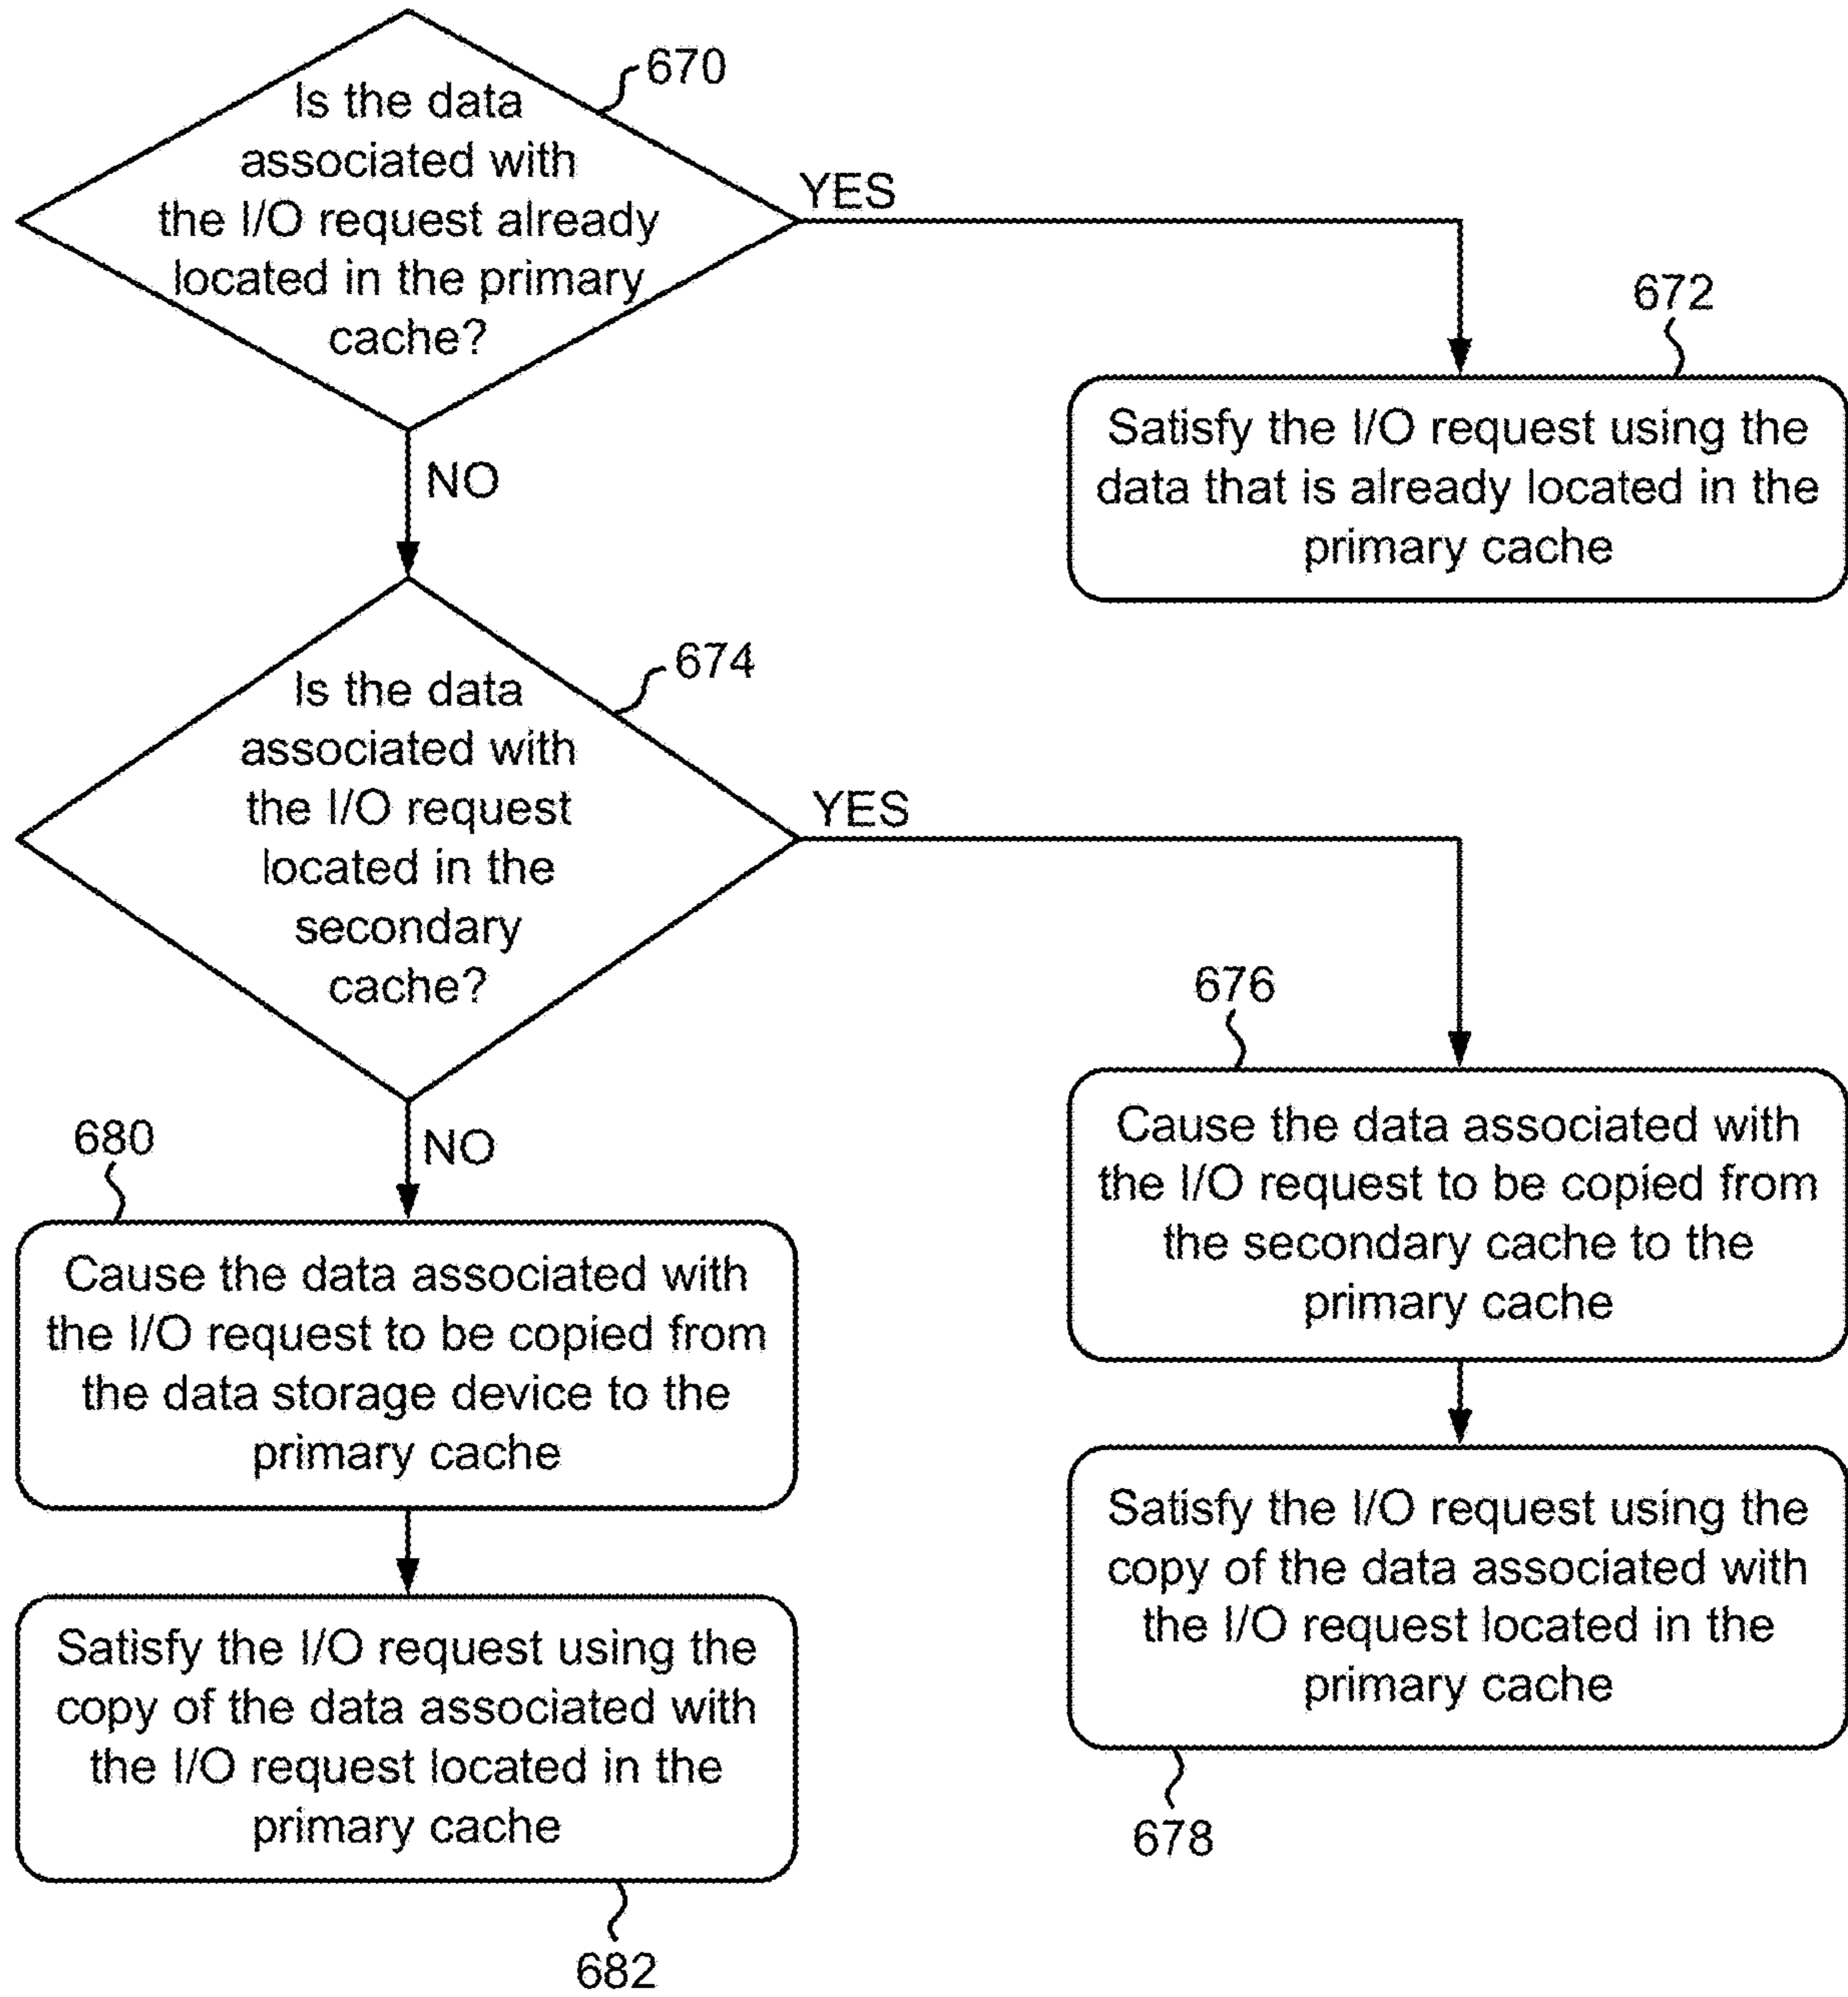 670
Is the data
associated with
the I/O request already
located in the primary
cache?
YES
672
Satisfy the I/O request using the
data that is already located in the
primary cache
NO
674
Is the data
associated with
the I/O request
located in the
secondary
cache?
YES
676
Cause the data associated with
the I/O request to be copied from
the secondary cache to the
primary cache
Satisfy the I/O request using the
copy of the data associated with
the I/O request located in the
primary cache
678
NO
680
Cause the data associated with
the I/O request to be copied from
the data storage device to the
primary cache
Satisfy the I/O request using the
copy of the data associated with
the I/O request located in the
primary cache
682